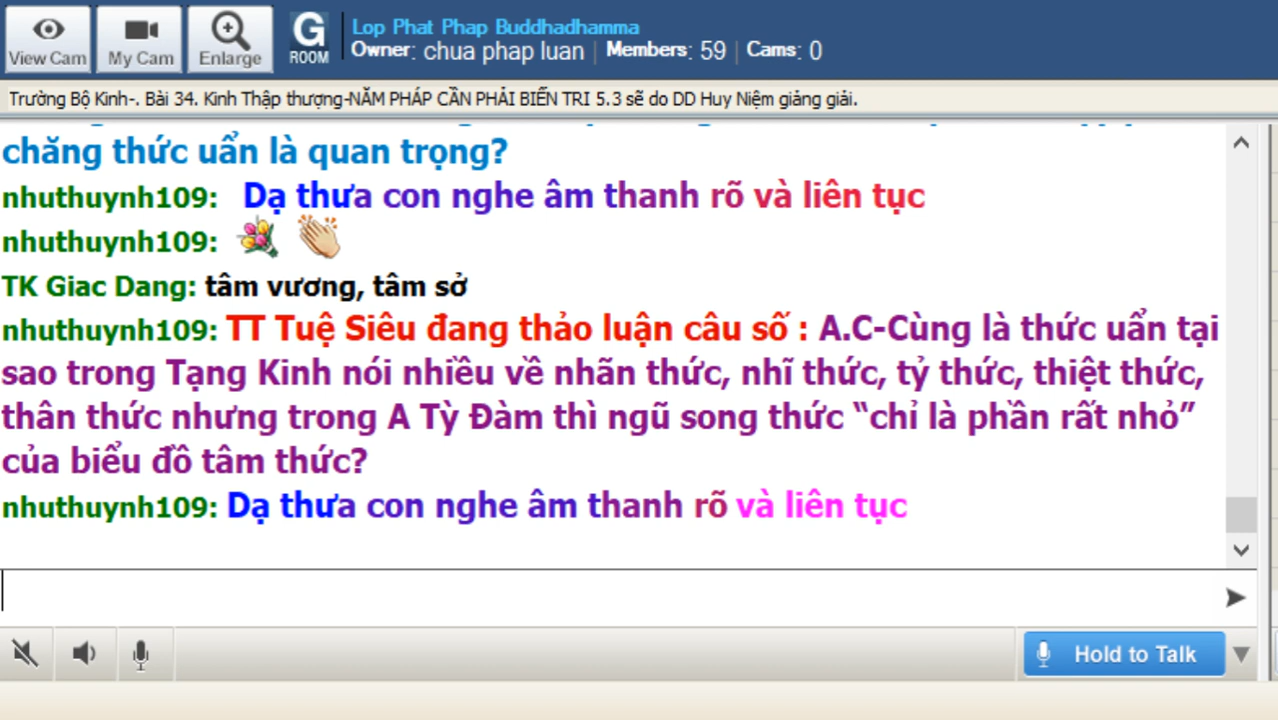 View Cam
My Cam
Enlarge
G
ROOM
Lop Phat Phap Buddhadhamma
Owner: chua phap luan | Members: 59 | Cams: 0
Trường Bộ Kinh-. Bài 34. Kinh Thập thượng-NĂM PHÁP CẦN PHẢI BIẾN TRI 5.3 sẽ do DD Huy Niệm giảng giải.
chăng thức uẩn là quan trọng?
nhuthuynh109: Dạ thưa con nghe âm thanh rõ và liên tục
nhuthuynh109:
TK Giac Dang: tâm vương, tâm sở
nhuthuynh109: TT Tuệ Siêu đang thảo luận câu số : A.C-Cùng là thức uẩn tại
sao trong Tạng Kinh nói nhiều về nhãn thức, nhĩ thức, tỷ thức, thiệt thức,
thân thức nhưng trong A Tỳ Đàm thì ngũ song thức “chỉ là phần rất nhỏ”
của biểu đồ tâm thức?
nhuthuynh109: Dạ thưa con nghe âm thanh rõ và liên tục
Hold to Talk